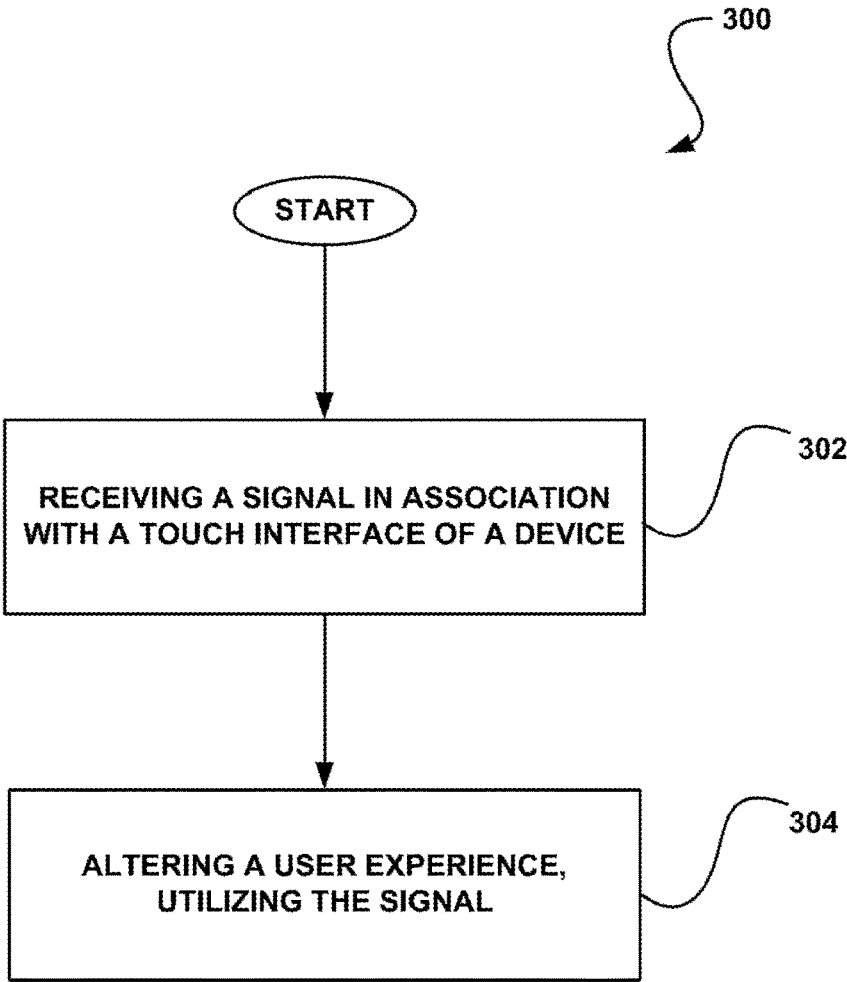 300
START
302
RECEIVING A SIGNAL IN ASSOCIATION
WITH A TOUCH INTERFACE OF A DEVICE
304
ALTERING A USER EXPERIENCE,
UTILIZING THE SIGNAL